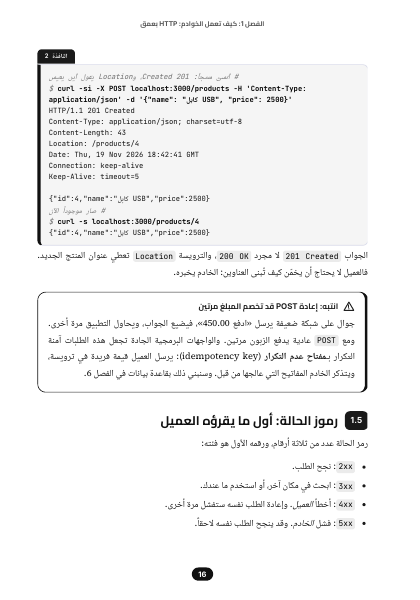 الفصل 1: كيف تعمل الخوادم: HTTP بعمق
النافذة 2
# أنشئ منتجاً: Created 201، وLocation يقول أين يعيش
$ curl -si -X POST localhost:3000/products -H 'Content-Type:
application/json' -d '{"name": "كابل USB", "price": 2500}'
HTTP/1.1 201 Created
Content-Type: application/json; charset=utf-8
Content-Length: 43
Location: /products/4
Date: Thu, 19 Nov 2026 18:42:41 GMT
Connection: keep-alive
Keep-Alive: timeout=5
{"id":4,"name":"كابل USB","price":2500}
# صار موجوداً الآن
$ curl -s localhost:3000/products/4
{"id":4,"name":"كابل USB","price":2500}
الجواب 201 Created لا مجرد 200 OK، والترويسة Location تعطي عنوان المنتج الجديد.
فالعميل لا يحتاج أن يخمّن كيف تُبنى العناوين: الخادم يخبره.
انتبه: إعادة POST قد تخصم المبلغ مرتين
جوال على شبكة ضعيفة يرسل «ادفع 450.00»، فيضيع الجواب، ويحاول التطبيق مرة أخرى.
ومع POST عادية يدفع الزبون مرتين. والواجهات البرمجية الجادة تجعل هذه الطلبات آمنة
التكرار بمفتاح عدم التكرار (idempotency key): يرسل العميل قيمة فريدة في ترويسة،
ويتذكر الخادم المفاتيح التي عالجها من قبل. وسنبني ذلك بقاعدة بيانات في الفصل 6.
1.5 رموز الحالة: أول ما يقرؤه العميل
رمز الحالة عدد من ثلاثة أرقام، ورقمه الأول هو فئته:
• 2xx: نجح الطلب.
• 3xx: ابحث في مكان آخر، أو استخدم ما عندك.
• 4xx: أخطأ العميل. وإعادة الطلب نفسه ستفشل مرة أخرى.
• 5xx: فشل الخادم. وقد ينجح الطلب نفسه لاحقاً.
16